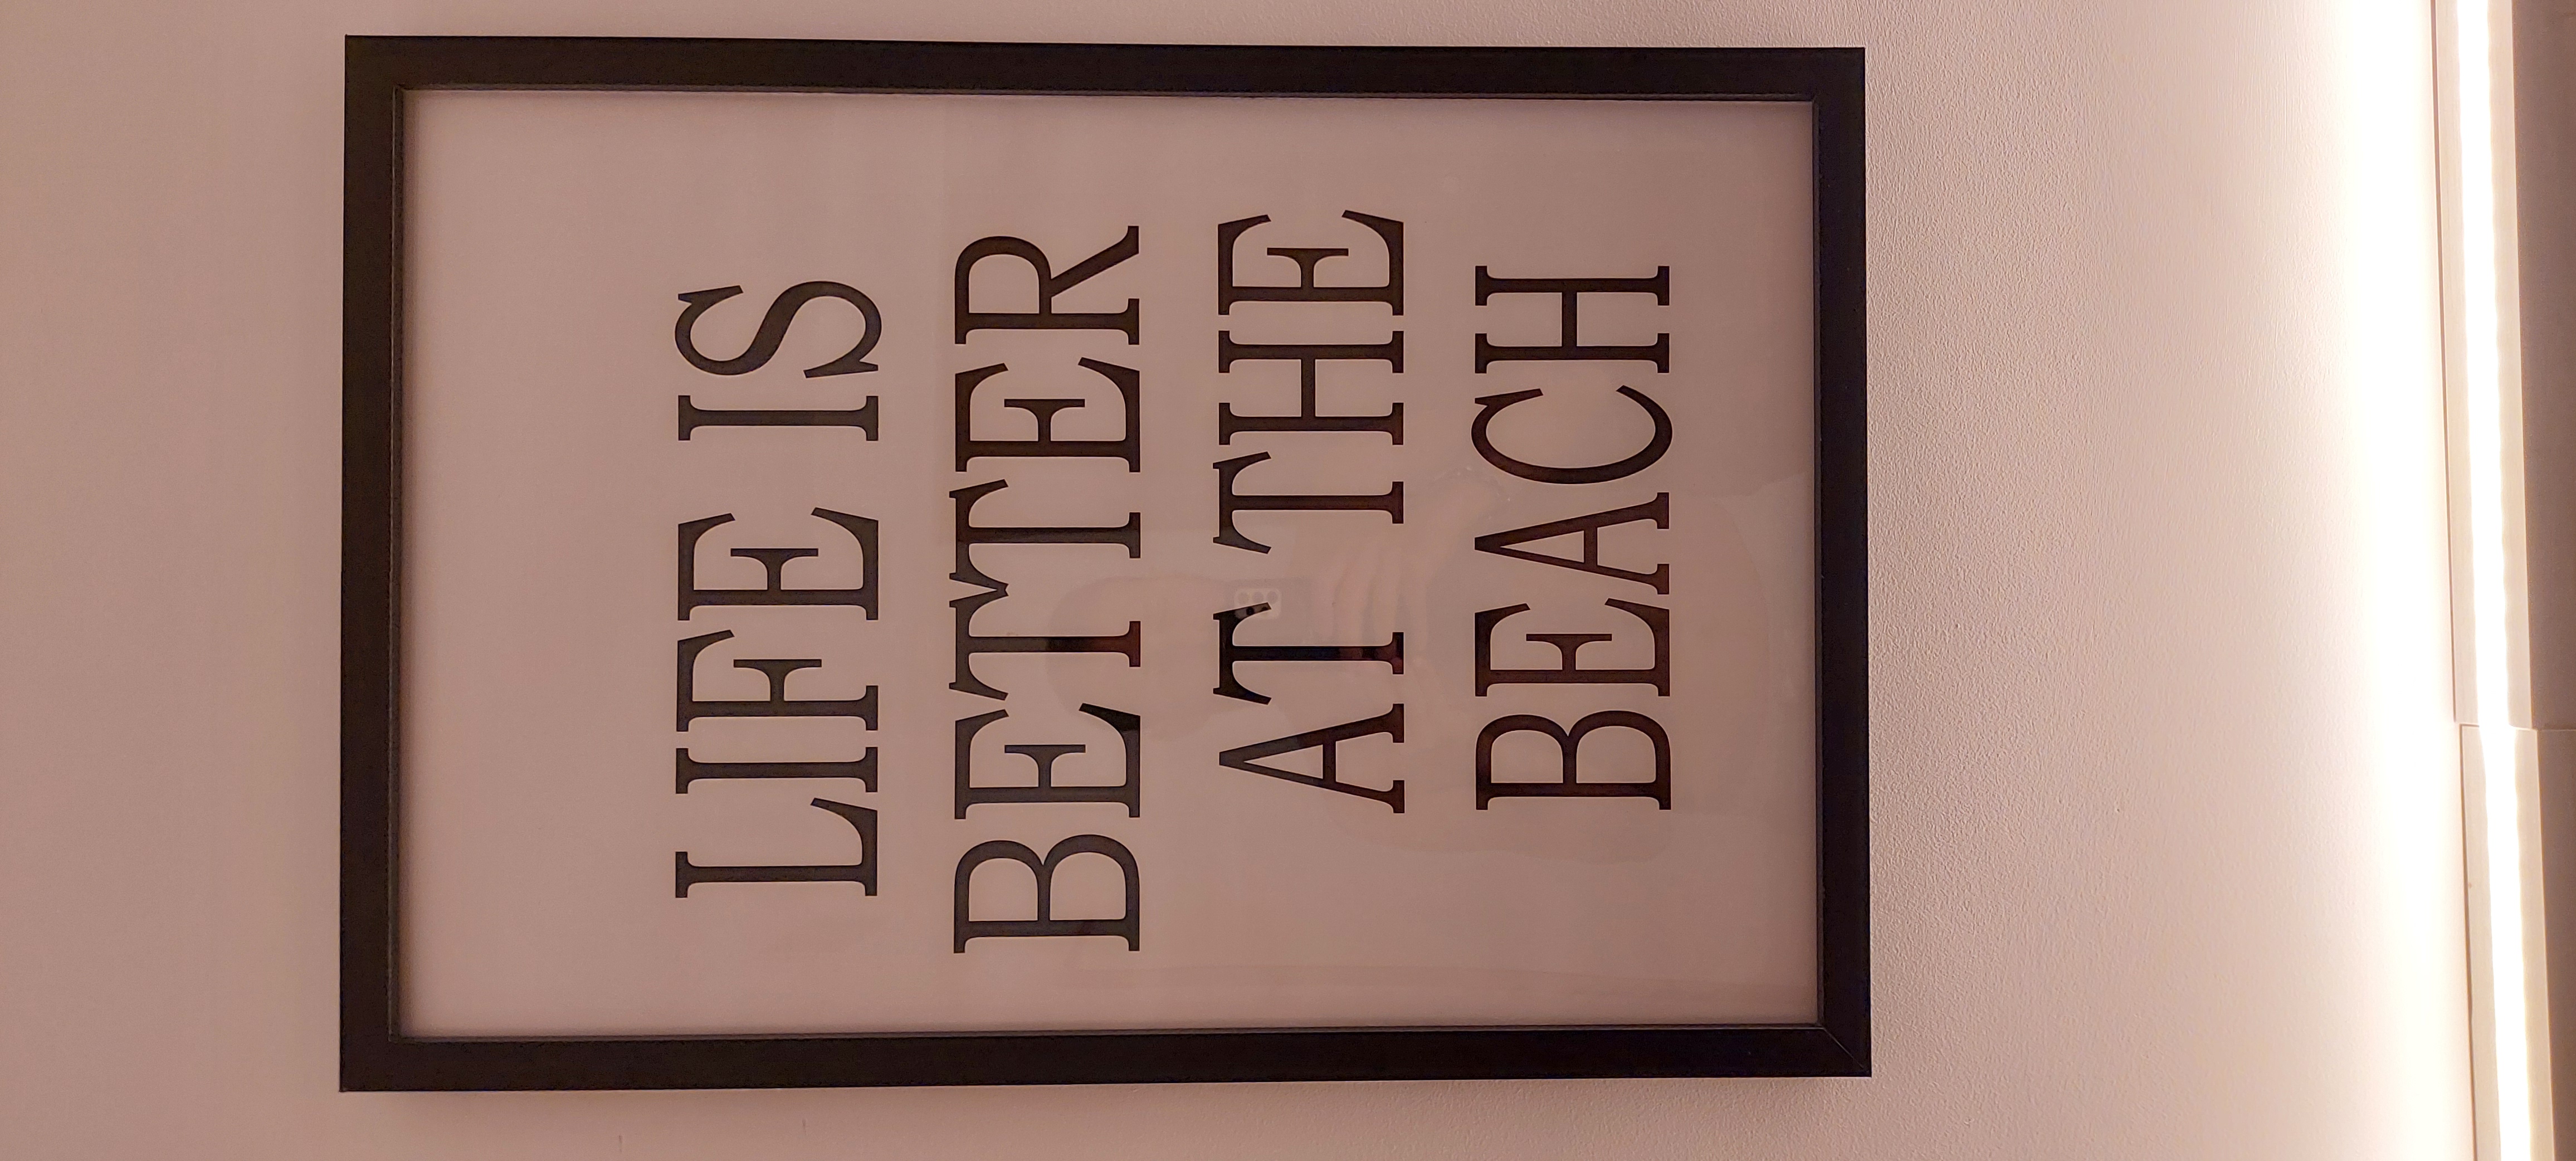 LIFE IS
BETTER
AT THE
BEACH